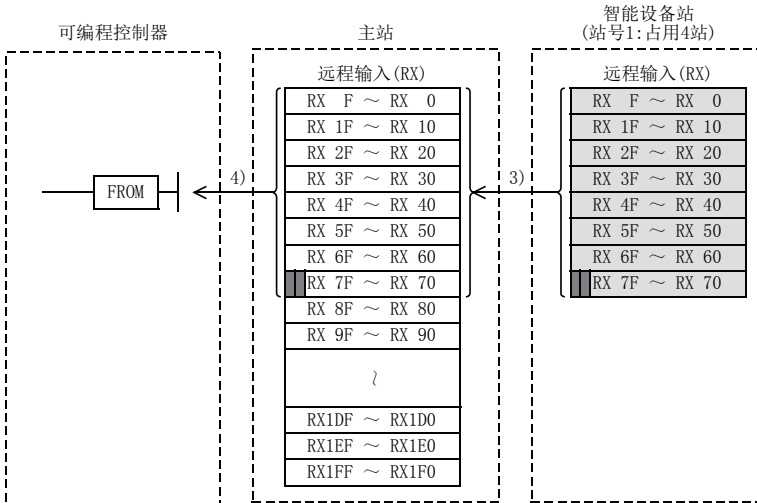 可编程控制器
主站
智能设备站
(站号1:占用4站)
远程输入(RX)
远程输入(RX)
RX F ～ RX 0
RX 1F ～ RX 10
RX 2F ～ RX 20
RX 3F ～ RX 30
RX 4F ～ RX 40
RX 5F ～ RX 50
RX 6F ～ RX 60
RX 7F ～ RX 70
RX 8F ～ RX 80
RX 9F ～ RX 90
～
RX1DF ～ RX1D0
RX1EF ～ RX1E0
RX1FF ～ RX1F0
RX F ～ RX 0
RX 1F ～ RX 10
RX 2F ～ RX 20
RX 3F ～ RX 30
RX 4F ～ RX 40
RX 5F ～ RX 50
RX 6F ～ RX 60
RX 7F ～ RX 70
FROM
4)
3)